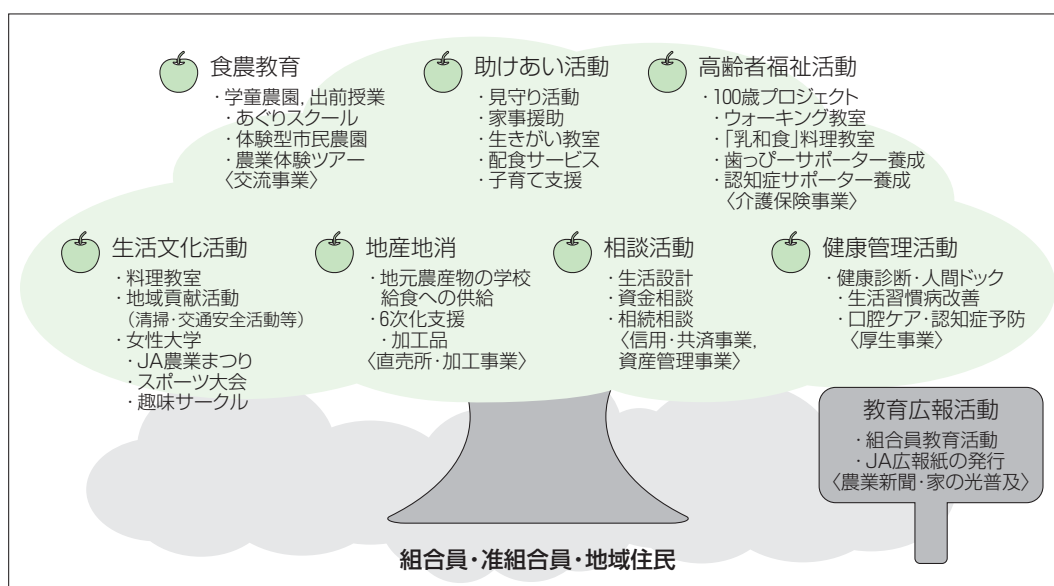 食農教育
・学童農園，出前授業
・あぐりスクール
・体験型市民農園
・農業体験ツアー
〈交流事業〉
助けあい活動
・見守り活動
・家事援助
・生きがい教室
・配食サービス
・子育て支援
高齢者福祉活動
・100歳プロジェクト
・ウォーキング教室
・「乳和食」料理教室
・歯っぴーサポーター養成
・認知症サポーター養成
〈介護保険事業〉
生活文化活動
・料理教室
・地域貢献活動
（清掃・交通安全活動等）
・女性大学
・JA農業まつり
・スポーツ大会
・趣味サークル
地産地消
・地元農産物の学校
給食への供給
・6次化支援
・加工品
〈直売所・加工事業〉
相談活動
・生活設計
・資金相談
・相続相談
〈信用・共済事業，
資産管理事業〉
健康管理活動
・健康診断・人間ドック
・生活習慣病改善
・口腔ケア・認知症予防
〈厚生事業〉
教育広報活動
・組合員教育活動
・JA広報紙の発行
〈農業新聞・家の光普及〉
組合員・准組合員・地域住民